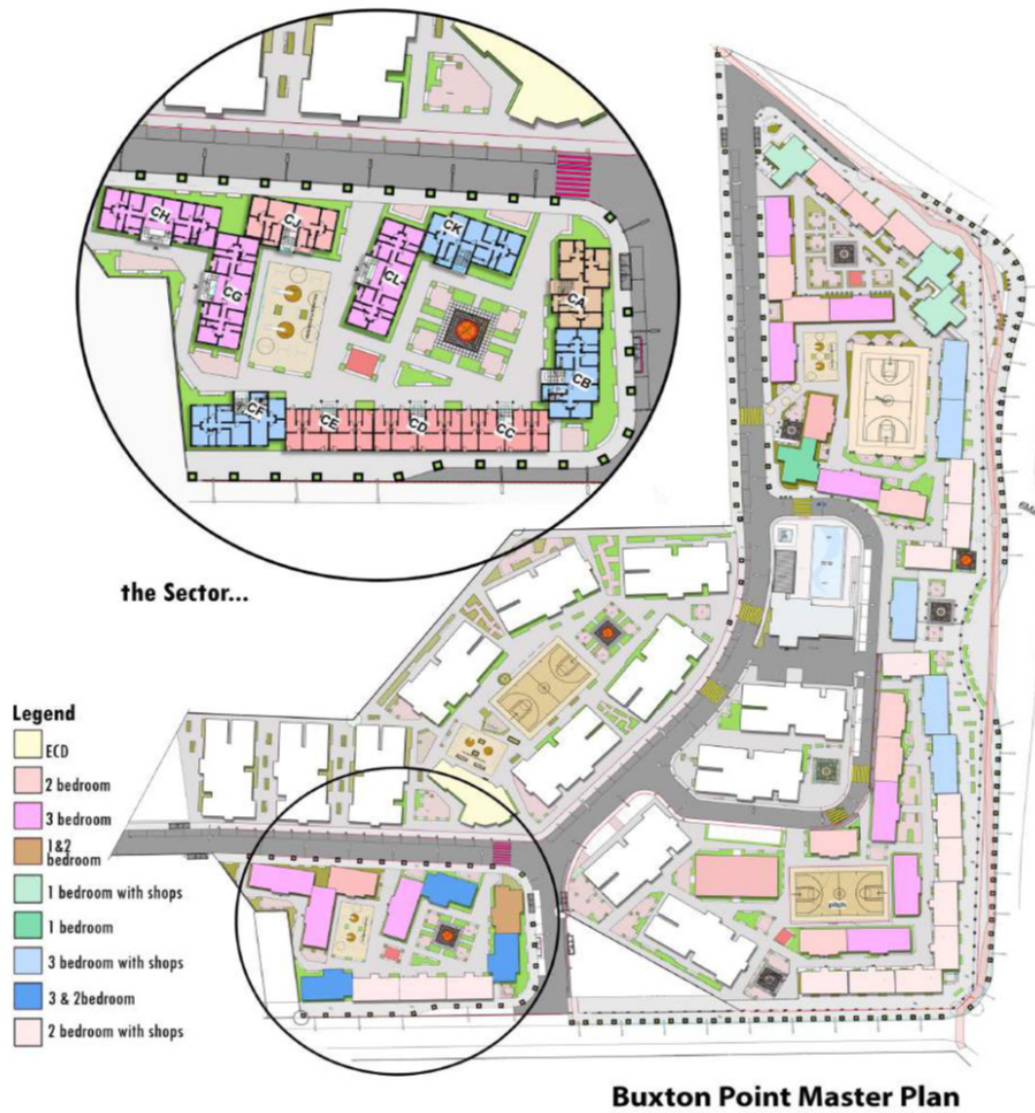 CH
CJ
CK
CL
CG
CA
CB
CF
CE
CD
CC
the Sector...
Legend
ECD
2 bedroom
3 bedroom
1&2
bedroom
1 bedroom with shops
1 bedroom
3 bedroom with shops
3 & 2bedroom
2 bedroom with shops
Buxton Point Master Plan